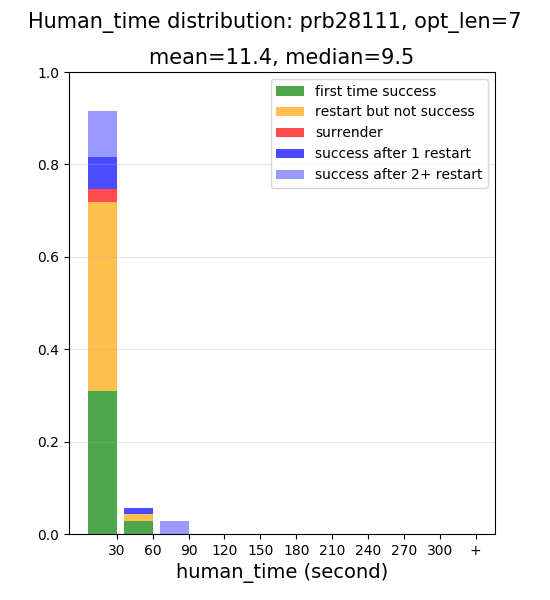 Human_time distribution: prb28111, opt_len=7
mean=11.4, median=9.5
1.0
0.8
0.6
0.4
0.2
0.0
first time success
restart but not success
surrender
success after 1 restart
success after 2+ restart
30 60 90 120 150 180 210 240 270 300 +
human_time (second)